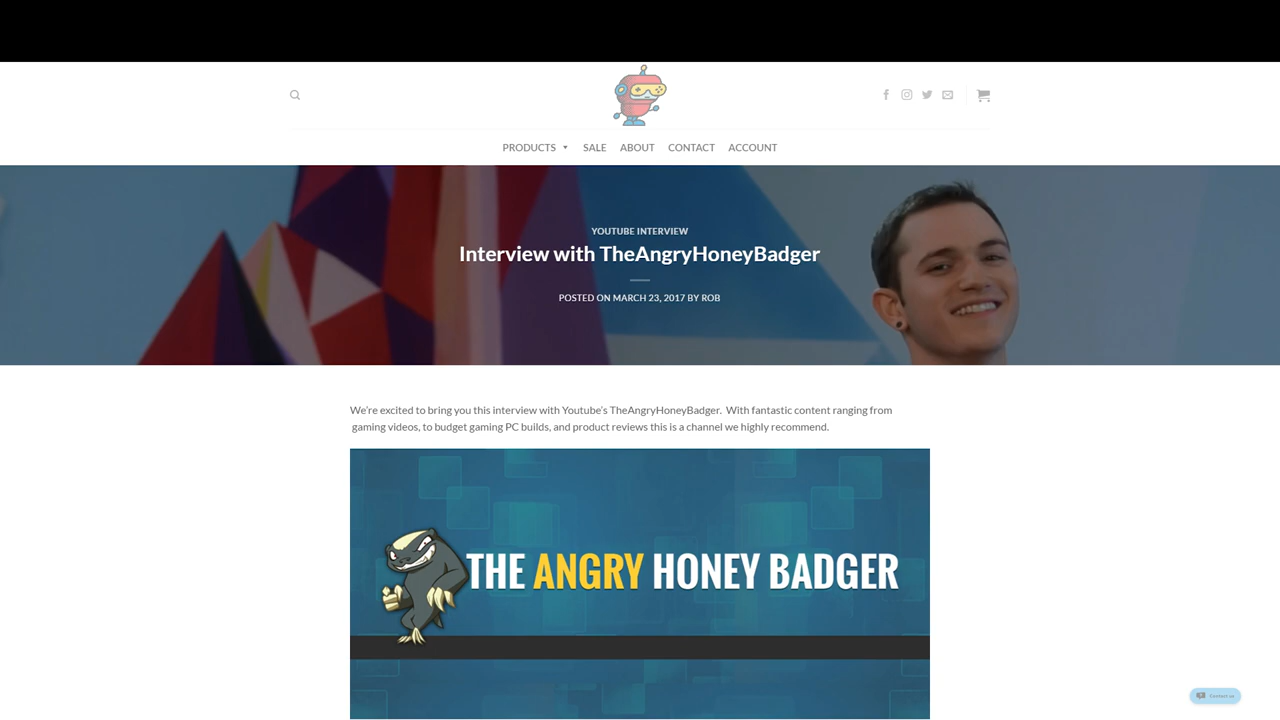 PRODUCTS SALE ABOUT CONTACT ACCOUNT
YOUTUBE INTERVIEW
Interview with TheAngryHoneyBadger
POSTED ON MARCH 23, 2017 BY ROB
We're excited to bring you this interview with Youtube's TheAngryHoneyBadger.  With fantastic content ranging from
gaming videos, to budget gaming PC builds, and product reviews this is a channel we highly recommend.
THE ANGRY HONEY BADGER
Contact us